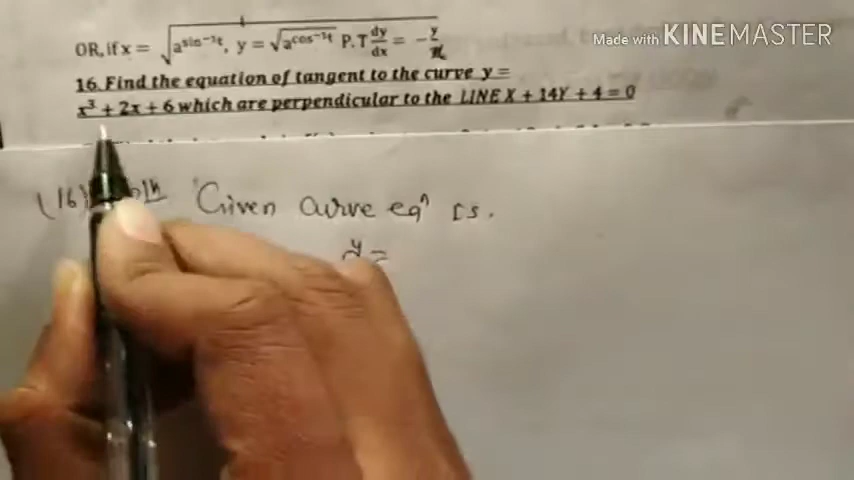 Made with KINEMASTER
OR, if x = √a^sin⁻¹t, y = √a^cos⁻¹t P.T dy/dx = - y/x
16. Find the equation of tangent to the curve y =
x³ + 2x + 6 which are perpendicular to the LINE X + 14Y + 4 = 0
(16) Given curve eqⁿ is.
y =